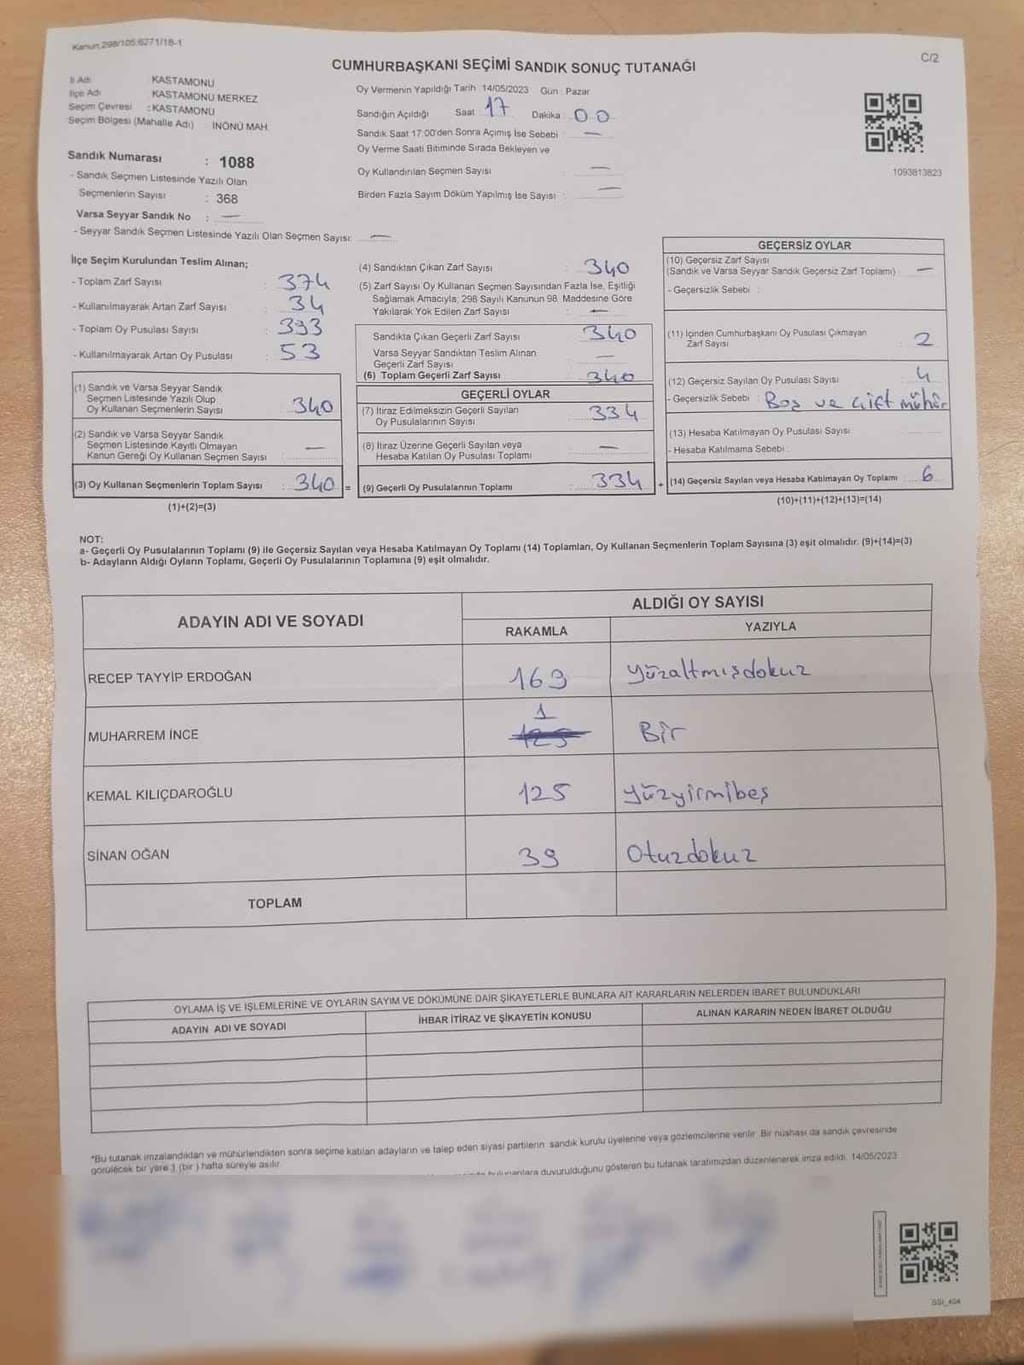 Kanun:298/105:6271/18-1
C/2
CUMHURBAŞKANI SEÇİMİ SANDIK SONUÇ TUTANAĞI
İl Adı KASTAMONU
İlçe Adı KASTAMONU MERKEZ
Seçim Çevresi : KASTAMONU
Seçim Bölgesi (Mahalle Adı) : İNÖNÜ MAH.
Sandık Numarası : 1088
- Sandık Seçmen Listesinde Yazılı Olan
Seçmenlerin Sayısı : 368
Varsa Seyyar Sandık No : —
- Seyyar Sandık Seçmen Listesinde Yazılı Olan Seçmen Sayısı: —
Oy Vermenin Yapıldığı Tarih 14/05/2023 Gün : Pazar
Sandığın Açıldığı Saat 17 Dakika 00
Sandık Saat 17:00'den Sonra Açımış İse Sebebi : —
Oy Verme Saati Bitiminde Sırada Bekleyen ve
Oy Kullandırılan Seçmen Sayısı : —
Birden Fazla Sayım Döküm Yapılmış İse Sayısı : —
1093813823
İlçe Seçim Kurulundan Teslim Alınan;
- Toplam Zarf Sayısı : 374
- Kullanılmayarak Artan Zarf Sayısı : 34
- Toplam Oy Pusulası Sayısı : 393
- Kullanılmayarak Artan Oy Pusulası : 53
(1) Sandık ve Varsa Seyyar Sandık
Seçmen Listesinde Yazılı Olup
Oy Kullanan Seçmenlerin Sayısı : 340
(2) Sandık ve Varsa Seyyar Sandık
Seçmen Listesinde Kayıtlı Olmayan
Kanun Gereği Oy Kullanan Seçmen Sayısı : —
(3) Oy Kullanan Seçmenlerin Toplam Sayısı : 340 =
(1)+(2)=(3)
(4) Sandıktan Çıkan Zarf Sayısı : 340
(5) Zarf Sayısı Oy Kullanan Seçmen Sayısından Fazla İse, Eşitliği
Sağlamak Amacıyla; 298 Sayılı Kanunun 98. Maddesine Göre
Yakılarak Yok Edilen Zarf Sayısı : —
Sandıkta Çıkan Geçerli Zarf Sayısı : 340
Varsa Seyyar Sandıktan Teslim Alınan
Geçerli Zarf Sayısı : —
(6) Toplam Geçerli Zarf Sayısı : 340
GEÇERLİ OYLAR
(7) İtiraz Edilmeksizin Geçerli Sayılan
Oy Pusulalarının Sayısı : 334
(8) İtiraz Üzerine Geçerli Sayılan veya
Hesaba Katılan Oy Pusulası Toplamı : —
(9) Geçerli Oy Pusulalarının Toplamı : 334 +
GEÇERSİZ OYLAR
(10) Geçersiz Zarf Sayısı
(Sandık ve Varsa Seyyar Sandık Geçersiz Zarf Toplamı) : —
- Geçersizlik Sebebi :
(11) İçinden Cumhurbaşkanı Oy Pusulası Çıkmayan
Zarf Sayısı : 2
(12) Geçersiz Sayılan Oy Pusulası Sayısı : 4
- Geçersizlik Sebebi : Boş ve çift mühür
(13) Hesaba Katılmayan Oy Pusulası Sayısı :
- Hesaba Katılmama Sebebi :
(14) Geçersiz Sayılan veya Hesaba Katılmayan Oy Toplamı : 6
(10)+(11)+(12)+(13)=(14)
NOT:
a- Geçerli Oy Pusulalarının Toplamı (9) ile Geçersiz Sayılan veya Hesaba Katılmayan Oy Toplamı (14) Toplamları, Oy Kullanan Seçmenlerin Toplam Sayısına (3) eşit olmalıdır. (9)+(14)=(3)
b- Adayların Aldığı Oyların Toplamı, Geçerli Oy Pusulalarının Toplamına (9) eşit olmalıdır.
ADAYIN ADI VE SOYADI
ALDIĞI OY SAYISI
RAKAMLA YAZIYLA
RECEP TAYYİP ERDOĞAN 169 Yüzaltmışdokuz
MUHARREM İNCE 1 125 Bir
KEMAL KILIÇDAROĞLU 125 Yüzyirmibeş
SİNAN OĞAN 39 Otuzdokuz
TOPLAM
OYLAMA İŞ VE İŞLEMLERİNE VE OYLARIN SAYIM VE DÖKÜMÜNE DAİR ŞİKAYETLERLE BUNLARA AİT KARARLARIN NELERDEN İBARET BULUNDUKLARI
ADAYIN ADI VE SOYADI İHBAR İTİRAZ VE ŞİKAYETİN KONUSU ALINAN KARARIN NEDEN İBARET OLDUĞU
*Bu tutanak imzalandıktan ve mühürlendikten sonra seçime katılan adayların ve talep eden siyasi partilerin sandık kurulu üyelerine veya gözlemcilerine verilir. Bir nüshası da sandık çevresinde
görülecek bir yere 1 (bir) hafta süreyle asılır.
bulunanlara duyurulduğunu gösteren bu tutanak tarafımızdan düzenlenerek imza edildi. 14/05/2023